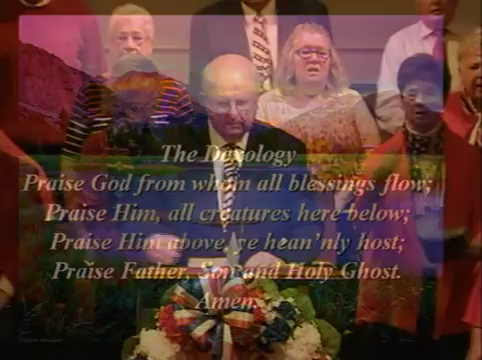 The Doxology
Praise God from whom all blessings flow;
Praise Him, all creatures here below;
Praise Him above, ye heav'nly host;
Praise Father, Son and Holy Ghost.
Amen.